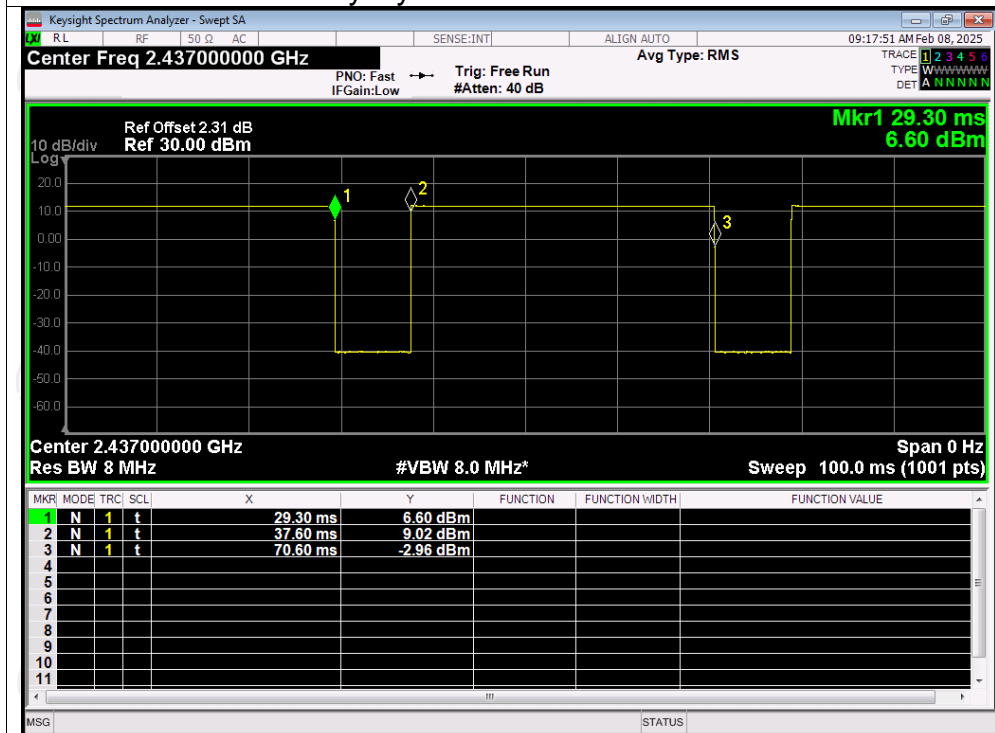 Keysight Spectrum Analyzer - Swept SA
LXI RL RF 50 Ω AC SENSE:INT ALIGN AUTO 09:17:51 AM Feb 08, 2025
Center Freq 2.437000000 GHz Avg Type: RMS TRACE 1 2 3 4 5 6
PNO: Fast Trig: Free Run TYPE WWWWWW
IFGain:Low #Atten: 40 dB DET A N N N N N
Mkr1 29.30 ms
Ref Offset 2.31 dB
10 dB/div Ref 30.00 dBm 6.60 dBm
Log
20.0
10.0
0.00
-10.0
-20.0
-30.0
-40.0
-50.0
-60.0
1
2
3
Center 2.437000000 GHz Span 0 Hz
Res BW 8 MHz #VBW 8.0 MHz* Sweep 100.0 ms (1001 pts)
MKR MODE TRC SCL X Y FUNCTION FUNCTION WIDTH FUNCTION VALUE
1 N 1 t 29.30 ms 6.60 dBm
2 N 1 t 37.60 ms 9.02 dBm
3 N 1 t 70.60 ms -2.96 dBm
4
5
6
7
8
9
10
11
MSG STATUS